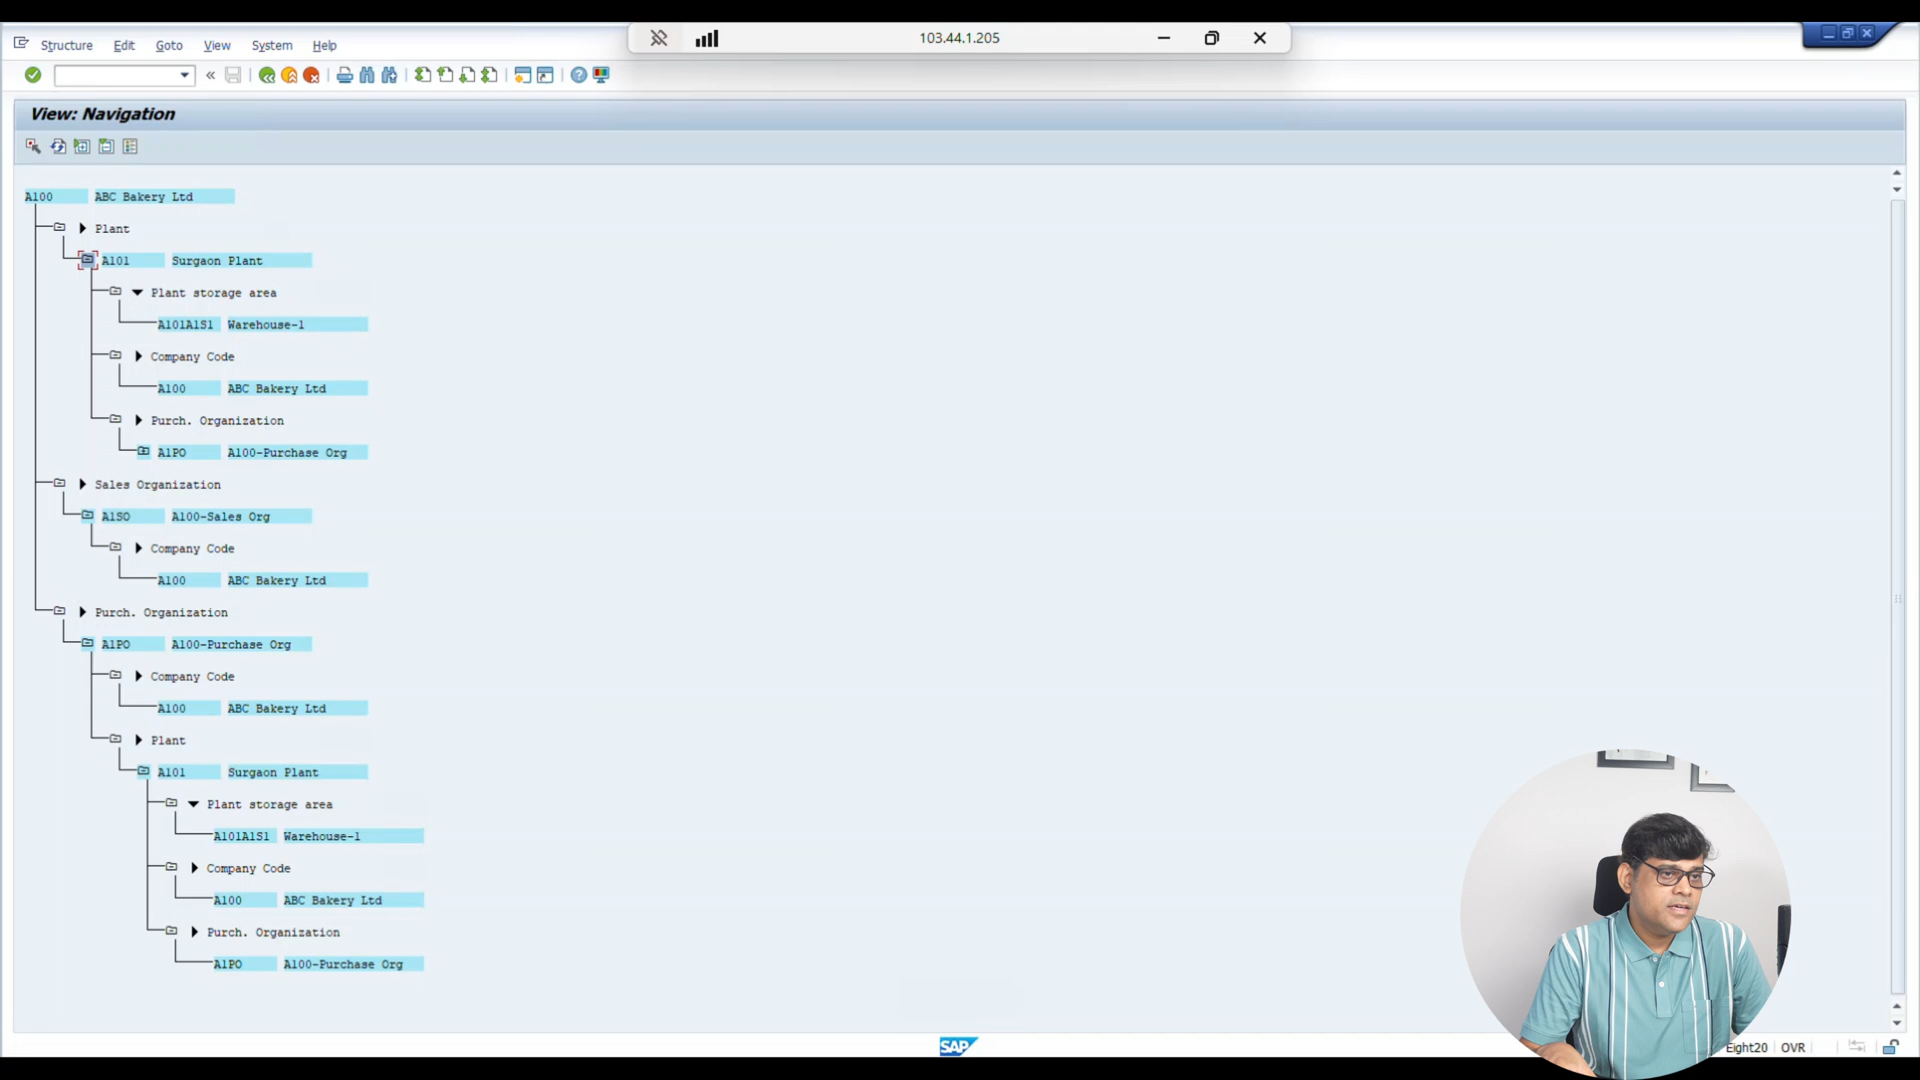 103.44.1.205
Structure Edit Goto View System Help
View: Navigation
A100 ABC Bakery Ltd
Plant
A101 Surgaon Plant
Plant storage area
A101A1S1 Warehouse-1
Company Code
A100 ABC Bakery Ltd
Purch. Organization
A1PO A100-Purchase Org
Sales Organization
A1SO A100-Sales Org
Company Code
A100 ABC Bakery Ltd
Purch. Organization
A1PO A100-Purchase Org
Company Code
A100 ABC Bakery Ltd
Plant
A101 Surgaon Plant
Plant storage area
A101A1S1 Warehouse-1
Company Code
A100 ABC Bakery Ltd
Purch. Organization
A1PO A100-Purchase Org
SAP
Eight20 OVR